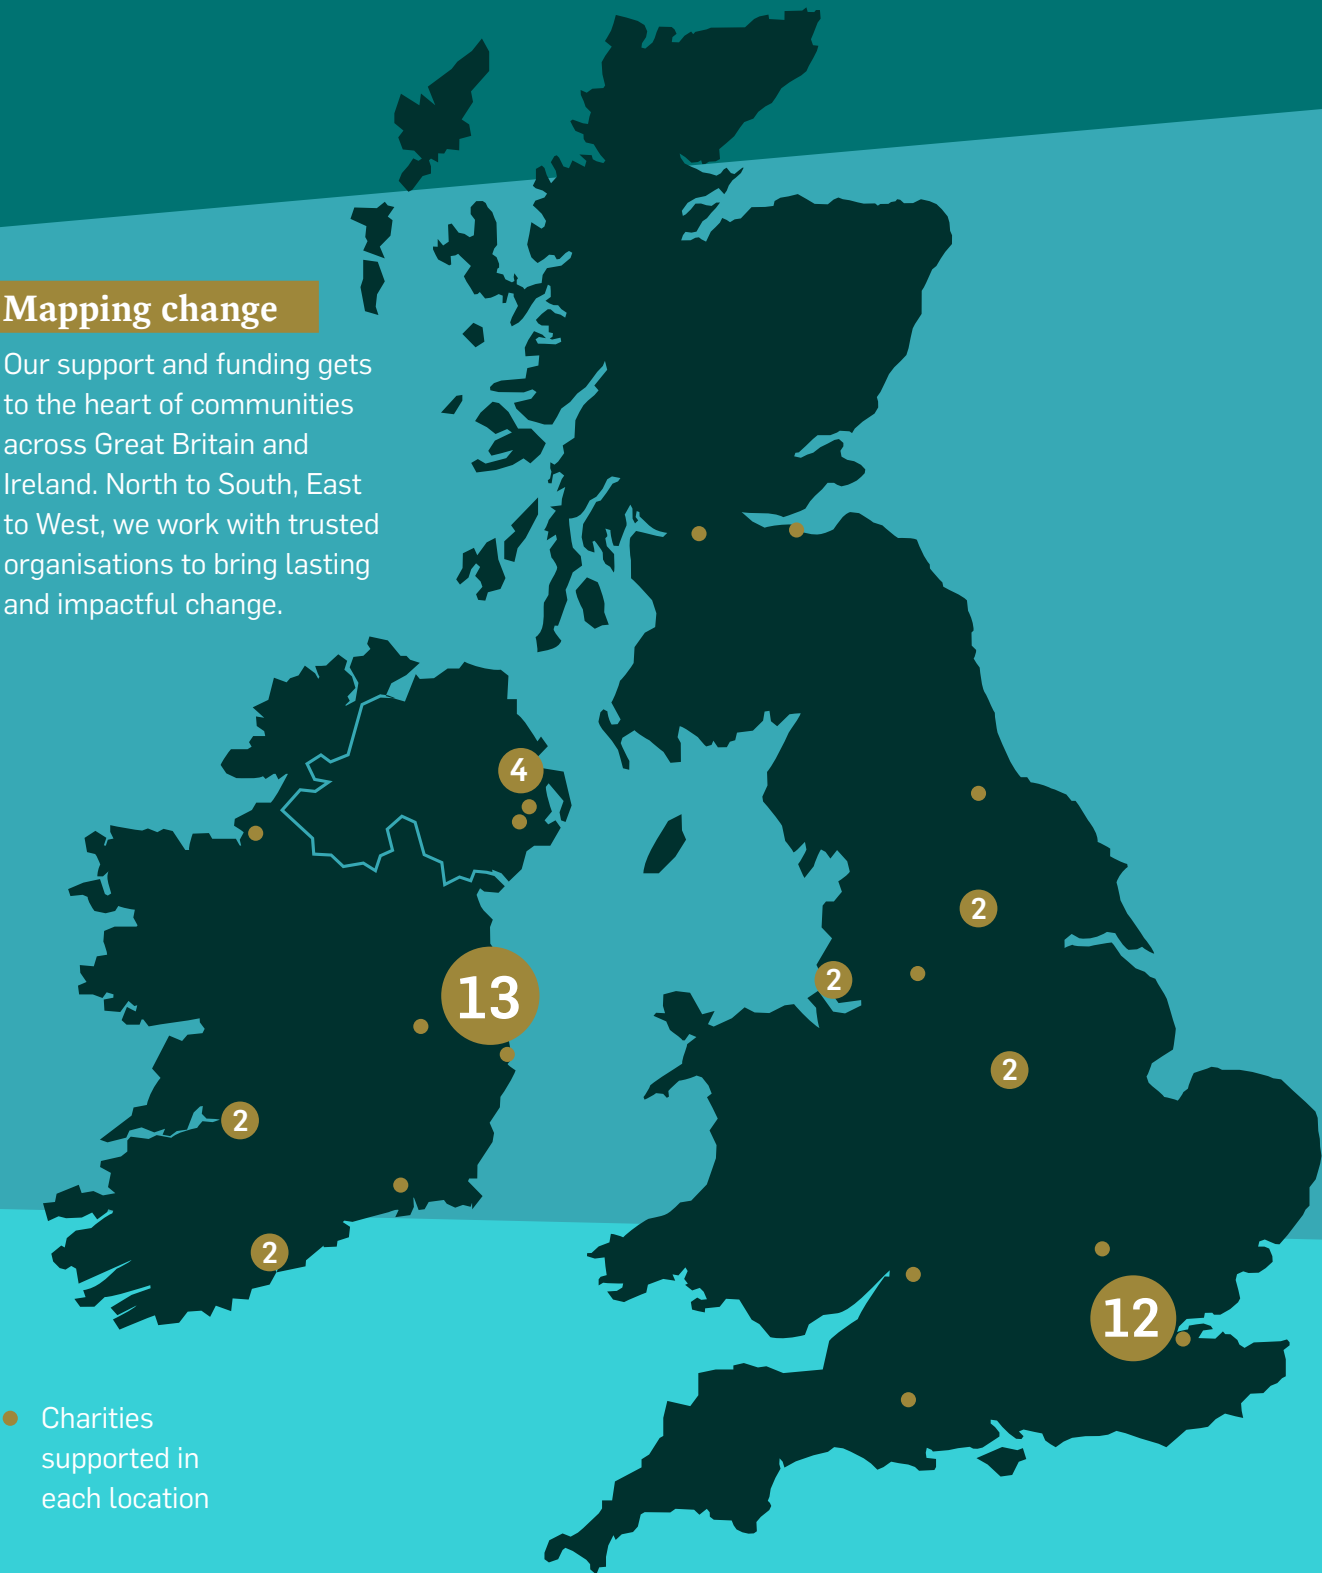 Mapping change
Our support and funding gets
to the heart of communities
across Great Britain and
Ireland. North to South, East
to West, we work with trusted
organisations to bring lasting
and impactful change.
4
2
13
2
2
2
2
12
Charities
supported in
each location